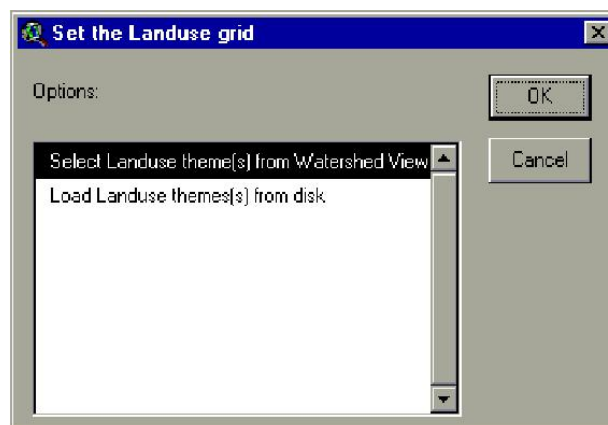 Set the Landuse grid
Options:
OK
Select Landuse theme(s) from Watershed View
Cancel
Load Landuse themes(s) from disk